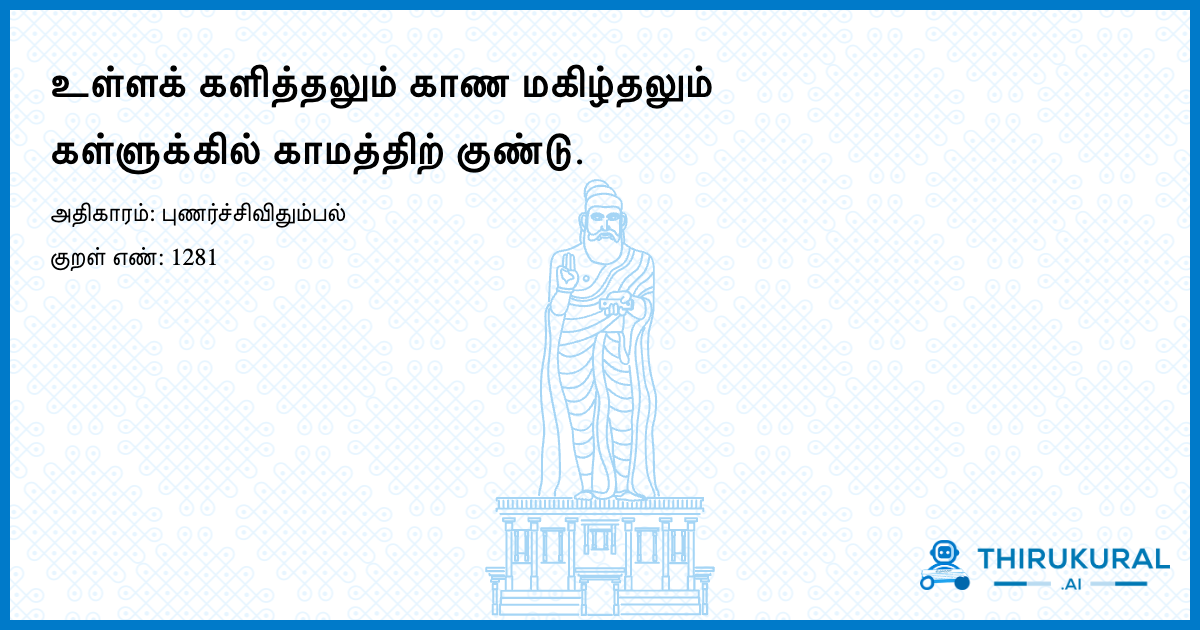 உள்ளக் களித்தலும் காண மகிழ்தலும்
கள்ளுக்கில் காமத்திற் குண்டு.
அதிகாரம்: புணர்ச்சிவிதும்பல்
குறள் எண்: 1281
THIRUKURAL
.AI